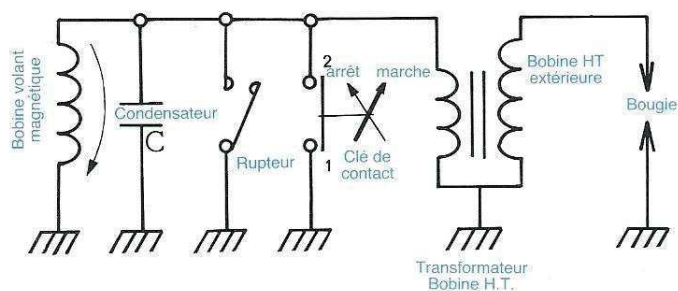 Bobine volant
magnétique
Condensateur
C
Rupteur
2
arrêt marche
1
Clé de
contact
Bobine HT
extérieure
Bougie
Transformateur
Bobine H.T.